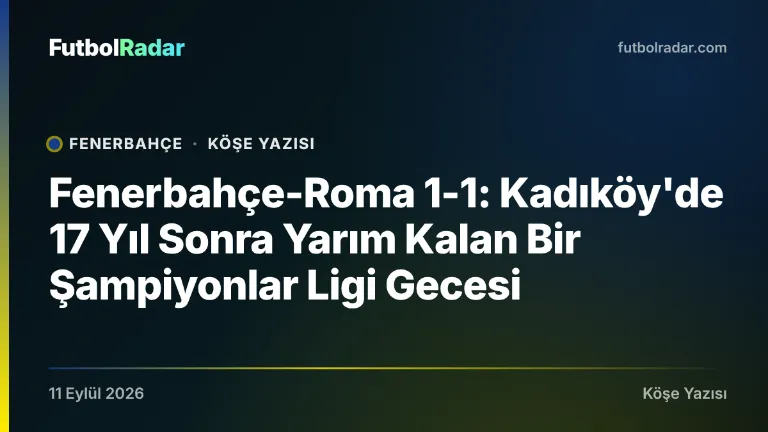 FutbolRadar
futbolradar.com
FENERBAHÇE · KÖŞE YAZISI
Fenerbahçe-Roma 1-1: Kadıköy'de
17 Yıl Sonra Yarım Kalan Bir
Şampiyonlar Ligi Gecesi
11 Eylül 2026
Köşe Yazısı